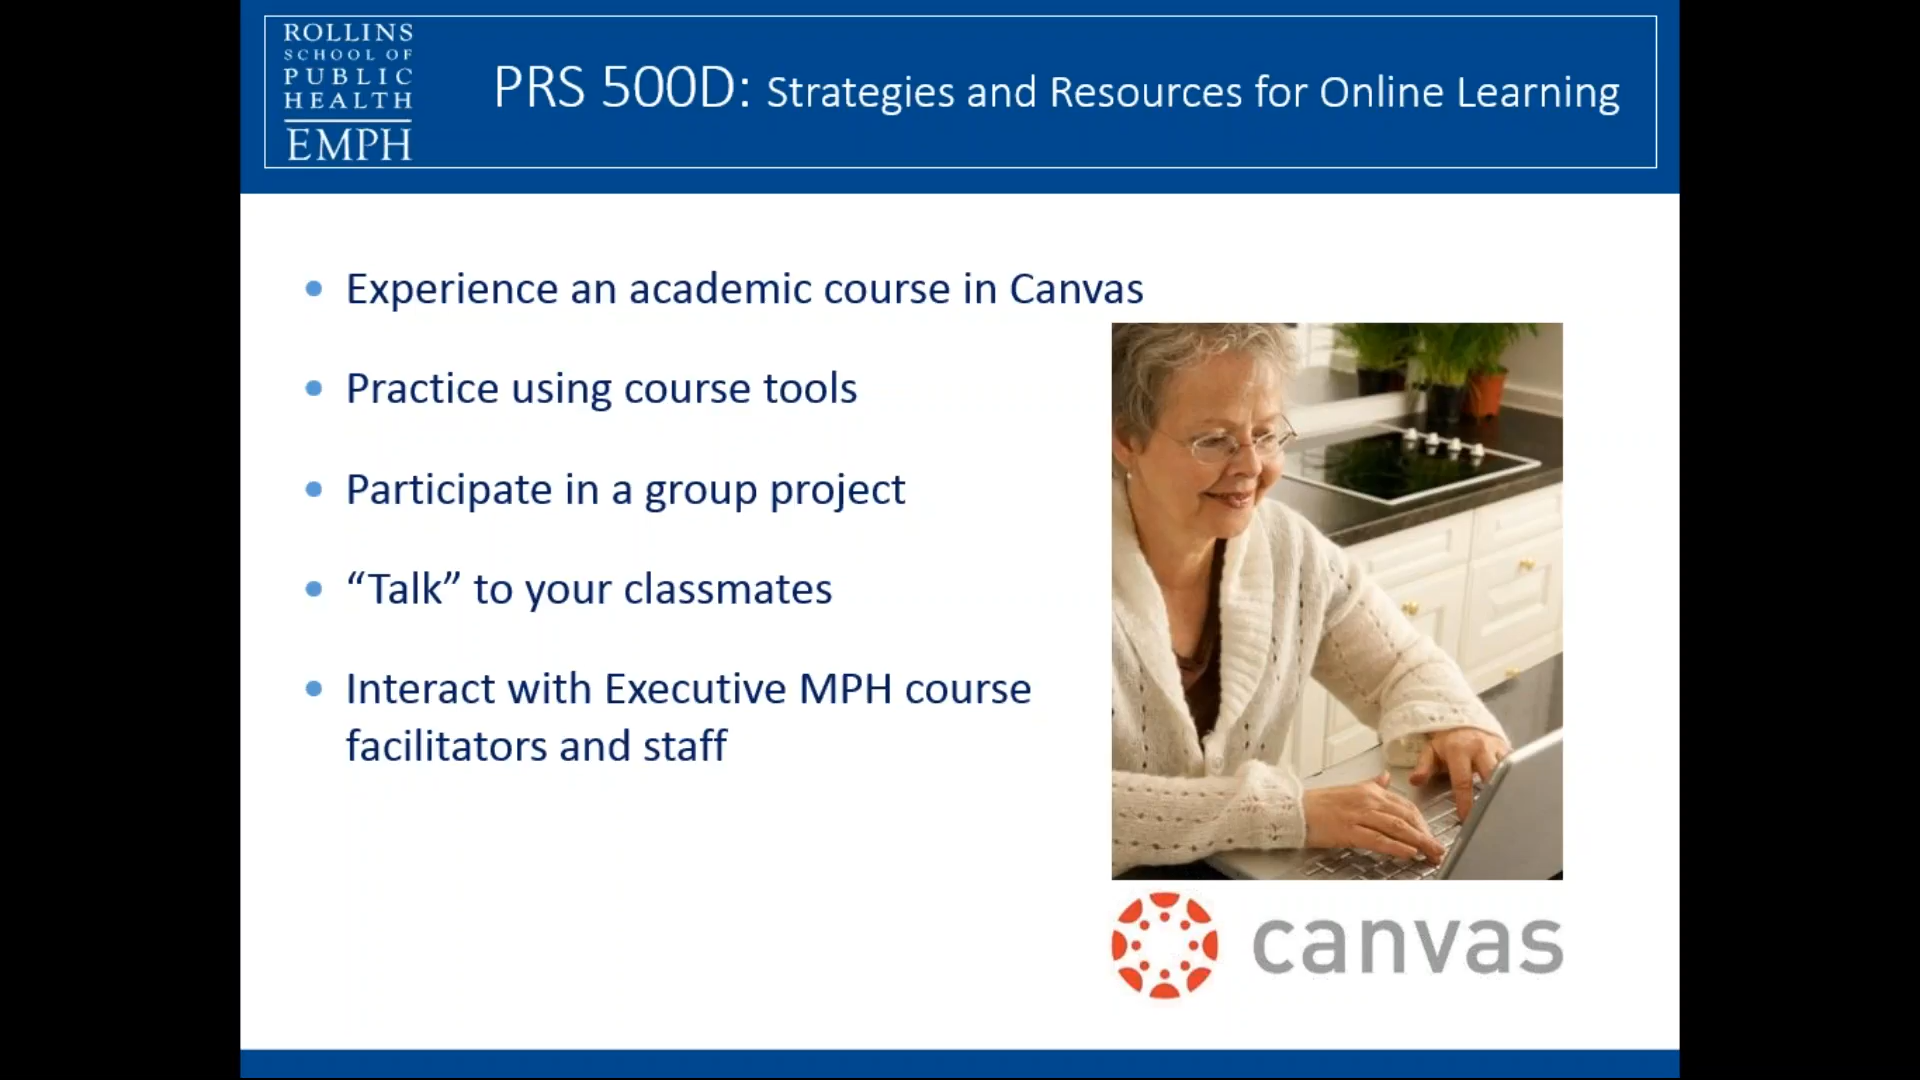 ROLLINS
SCHOOL OF
PUBLIC
HEALTH
EMPH
PRS 500D: Strategies and Resources for Online Learning
• Experience an academic course in Canvas
• Practice using course tools
• Participate in a group project
• “Talk” to your classmates
• Interact with Executive MPH course
facilitators and staff
canvas